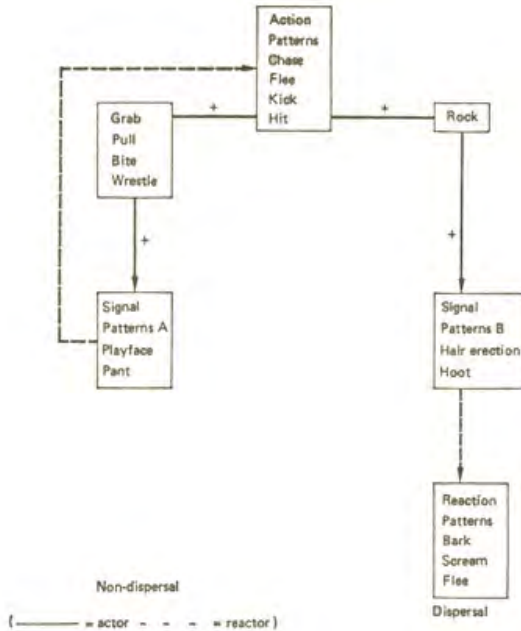 Action
Patterns
Chase
Flee
Kick
Hit
+
+
Grab
Pull
Bite
Wrestle
Rock
+
+
Signal
Patterns A
Playface
Pant
Signal
Patterns B
Hair erection
Hoot
Reaction
Patterns
Bark
Scream
Flee
Non-dispersal
Dispersal
( ——— = actor - - - = reactor )